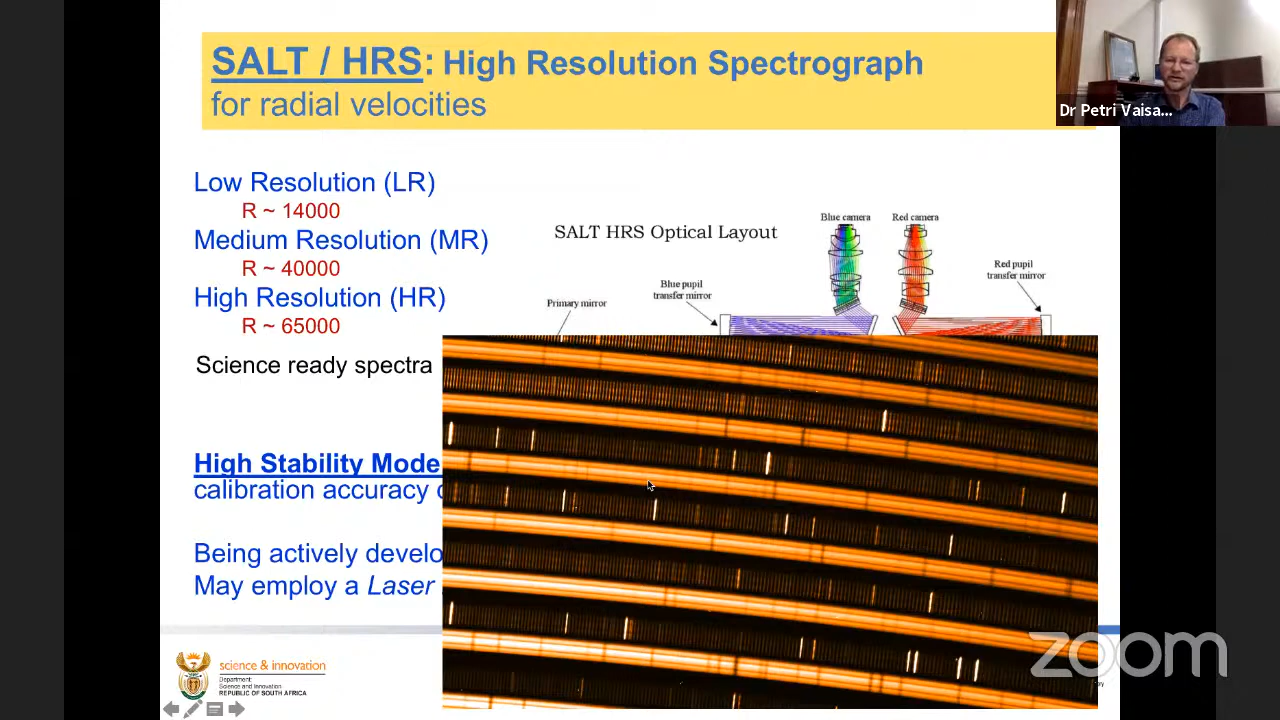 SALT / HRS: High Resolution Spectrograph
for radial velocities
Dr Petri Vaisa...
Low Resolution (LR)
R ~ 14000
Medium Resolution (MR)
R ~ 40000
High Resolution (HR)
R ~ 65000
Science ready spectra
SALT HRS Optical Layout
Blue camera
Red camera
Red pupil
transfer mirror
Blue pupil
transfer mirror
Primary mirror
High Stability Mode
calibration accuracy
Being actively develo
May employ a Laser
science & innovation
Department:
Science and Innovation
REPUBLIC OF SOUTH AFRICA
zoom